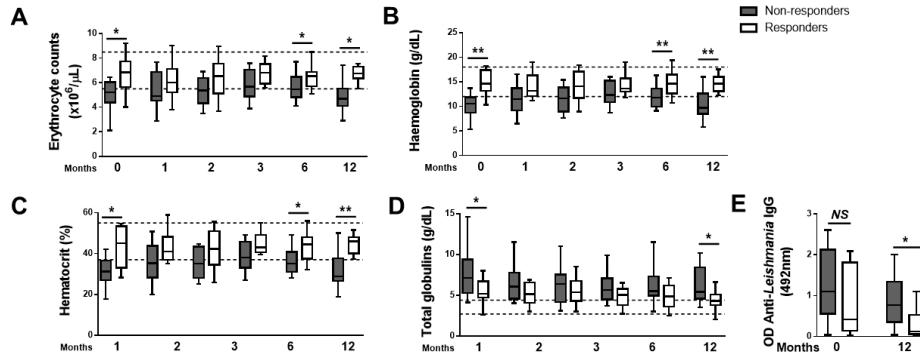 Non-responders
Responders
A
Erythrocyte counts
(x10⁶/µL)
10
8
6
4
2
0
*
*
*
Months 0 1 2 3 6 12
B
Haemoglobin (g/dL)
25
20
15
10
5
0
**
**
**
Months 0 1 2 3 6 12
C
Hematocrit (%)
60
40
20
0
*
*
**
Months 1 2 3 6 12
D
Total globulins (g/dL)
15
10
5
0
*
*
Months 1 2 3 6 12
E
OD Anti-Leishmania IgG
(492nm)
3
2
1
0
NS
*
Months 0 12